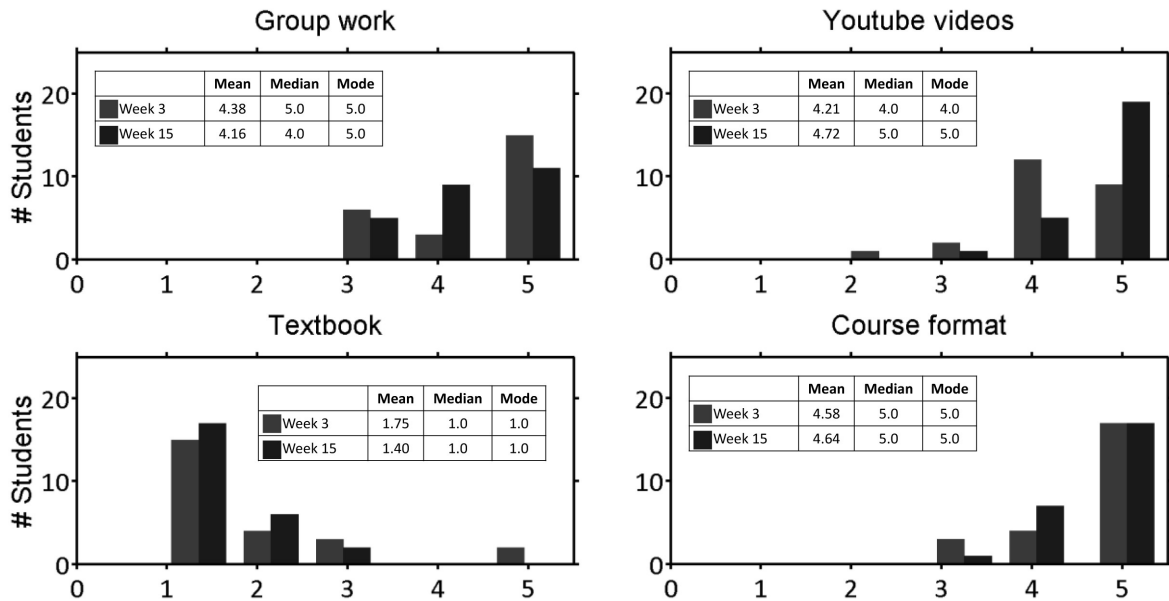 Group work
# Students
20
10
0
Mean Median Mode
Week 3 4.38 5.0 5.0
Week 15 4.16 4.0 5.0
0 1 2 3 4 5
Youtube videos
20
10
0
Mean Median Mode
Week 3 4.21 4.0 4.0
Week 15 4.72 5.0 5.0
0 1 2 3 4 5
Textbook
# Students
20
10
0
Mean Median Mode
Week 3 1.75 1.0 1.0
Week 15 1.40 1.0 1.0
0 1 2 3 4 5
Course format
20
10
0
Mean Median Mode
Week 3 4.58 5.0 5.0
Week 15 4.64 5.0 5.0
0 1 2 3 4 5